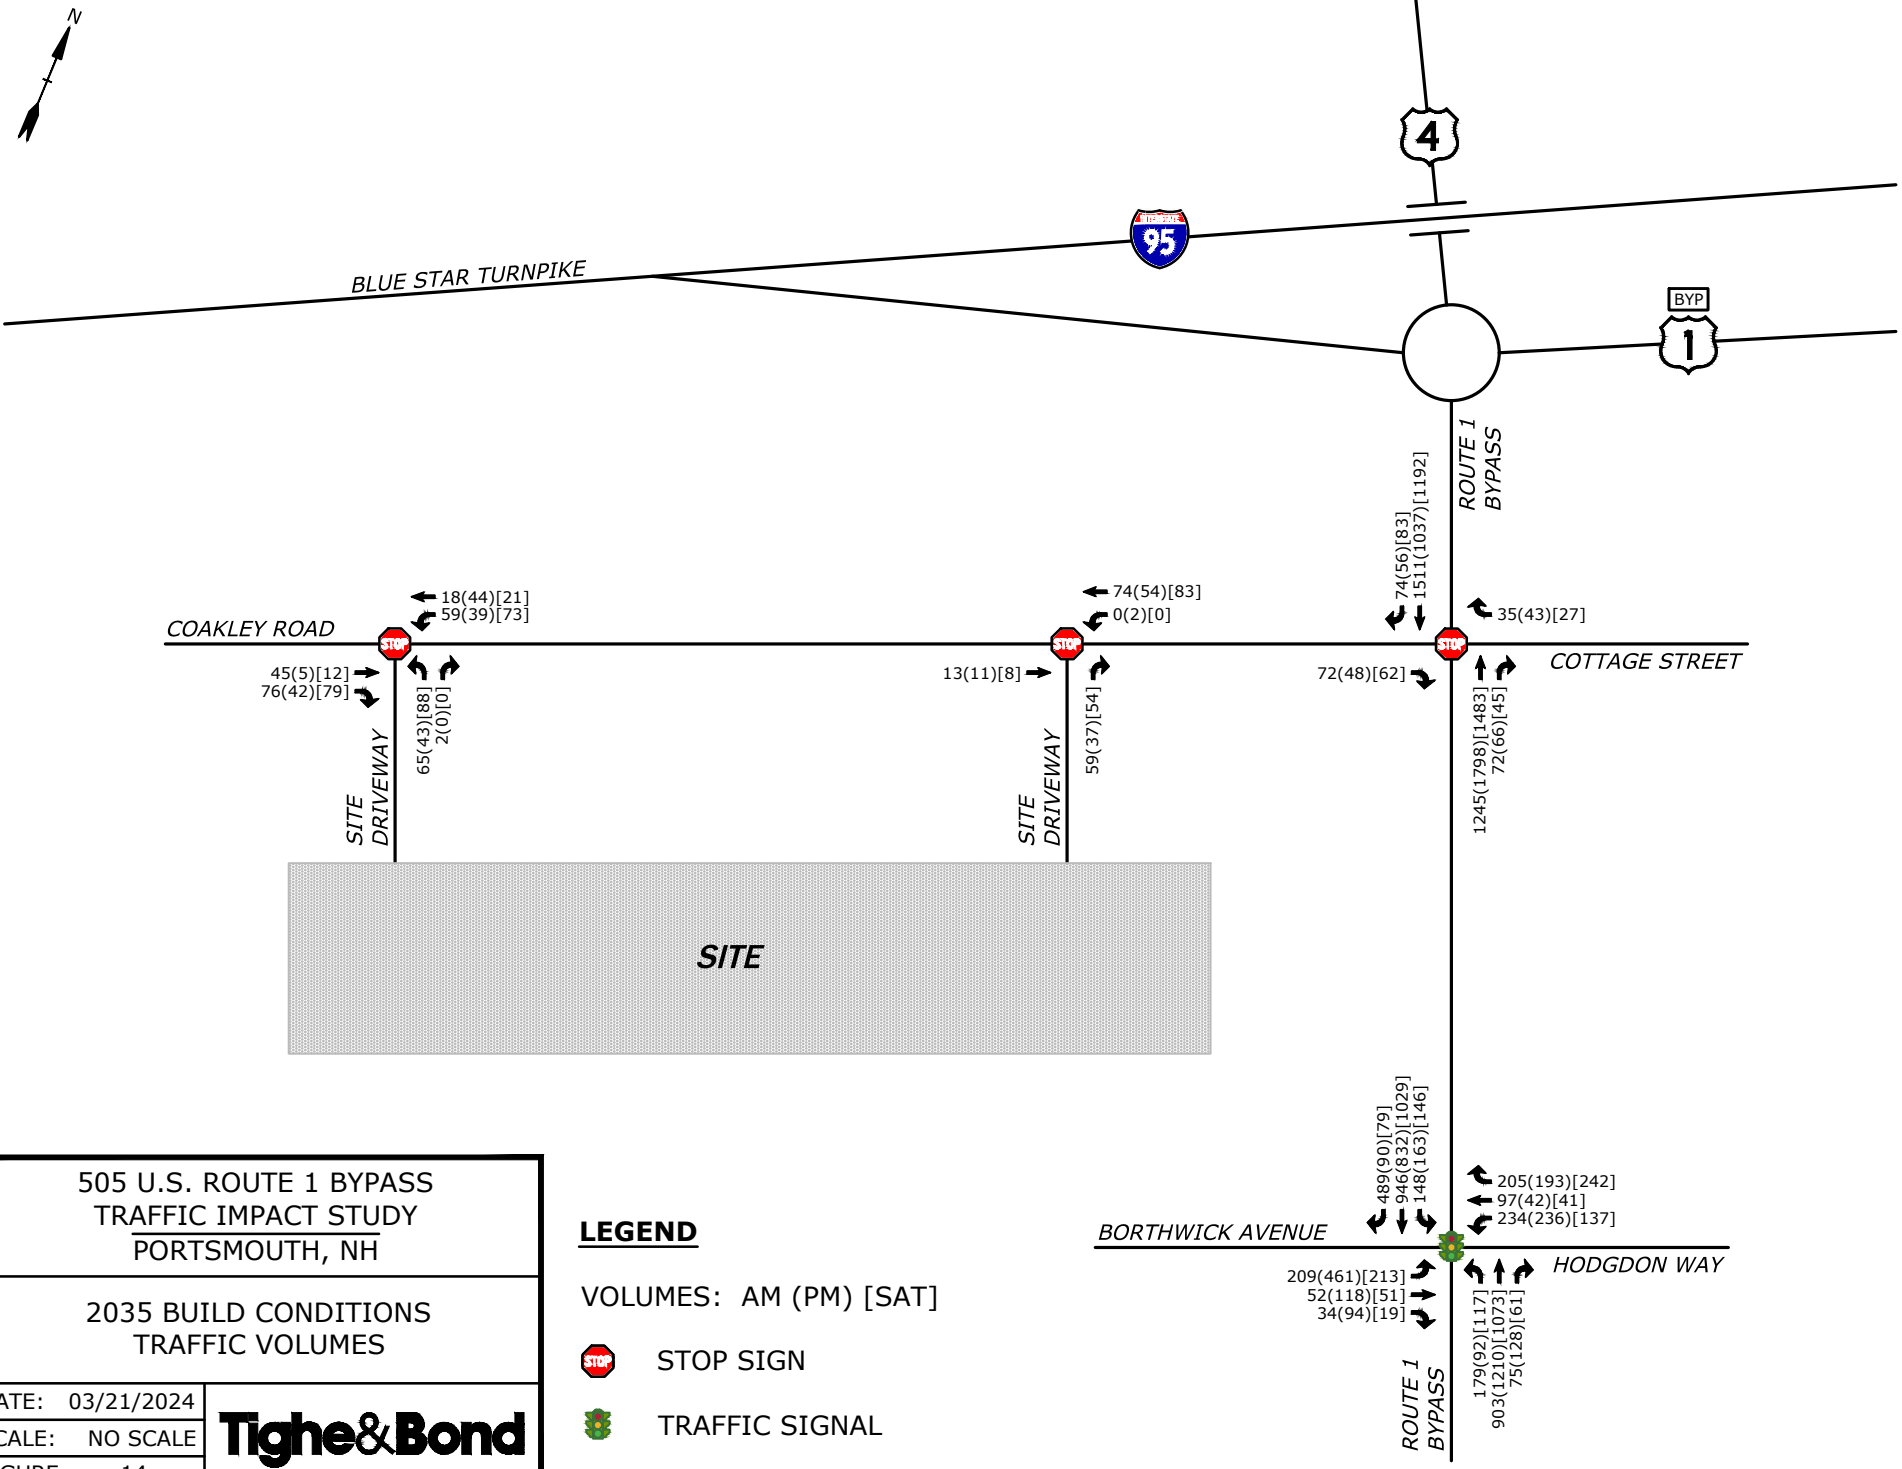 N
4
INTERSTATE
95
BLUE STAR TURNPIKE
BYP
1
ROUTE 1
BYPASS
74(56)[83]
1511(1037)[1192]
35(43)[27]
COTTAGE STREET
72(48)[62]
1245(1798)[1483]
72(66)[45]
STOP
COAKLEY ROAD
18(44)[21]
59(39)[73]
STOP
45(5)[12]
76(42)[79]
65(43)[88]
2(0)[0]
SITE
DRIVEWAY
74(54)[83]
0(2)[0]
STOP
13(11)[8]
59(37)[54]
SITE
DRIVEWAY
SITE
489(90)[79]
946(832)[1029]
148(163)[146]
205(193)[242]
97(42)[41]
234(236)[137]
BORTHWICK AVENUE
HODGDON WAY
209(461)[213]
52(118)[51]
34(94)[19]
179(92)[117]
903(1210)[1073]
75(128)[61]
ROUTE 1
BYPASS
505 U.S. ROUTE 1 BYPASS
TRAFFIC IMPACT STUDY
PORTSMOUTH, NH
2035 BUILD CONDITIONS
TRAFFIC VOLUMES
ATE: 03/21/2024
CALE: NO SCALE
Tighe&Bond
LEGEND
VOLUMES: AM (PM) [SAT]
STOP STOP SIGN
TRAFFIC SIGNAL